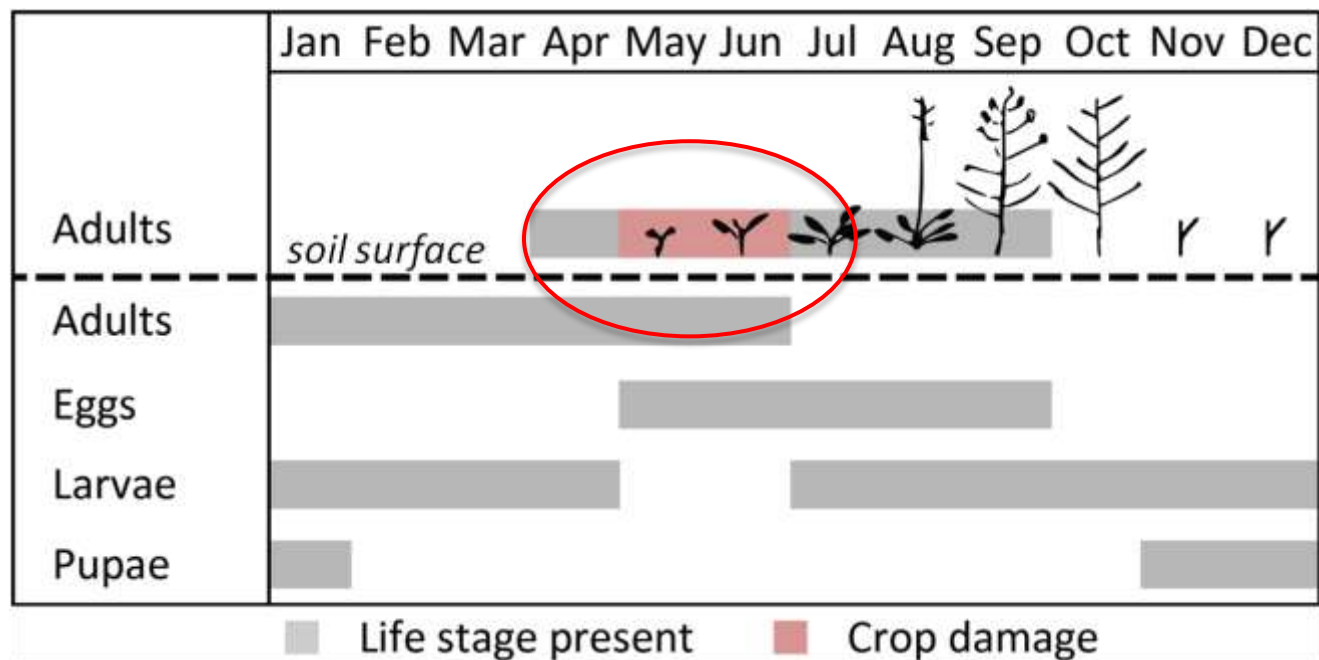 Jan Feb Mar Apr May Jun Jul Aug Sep Oct Nov Dec
Adults
soil surface
Adults
Eggs
Larvae
Pupae
Life stage present Crop damage